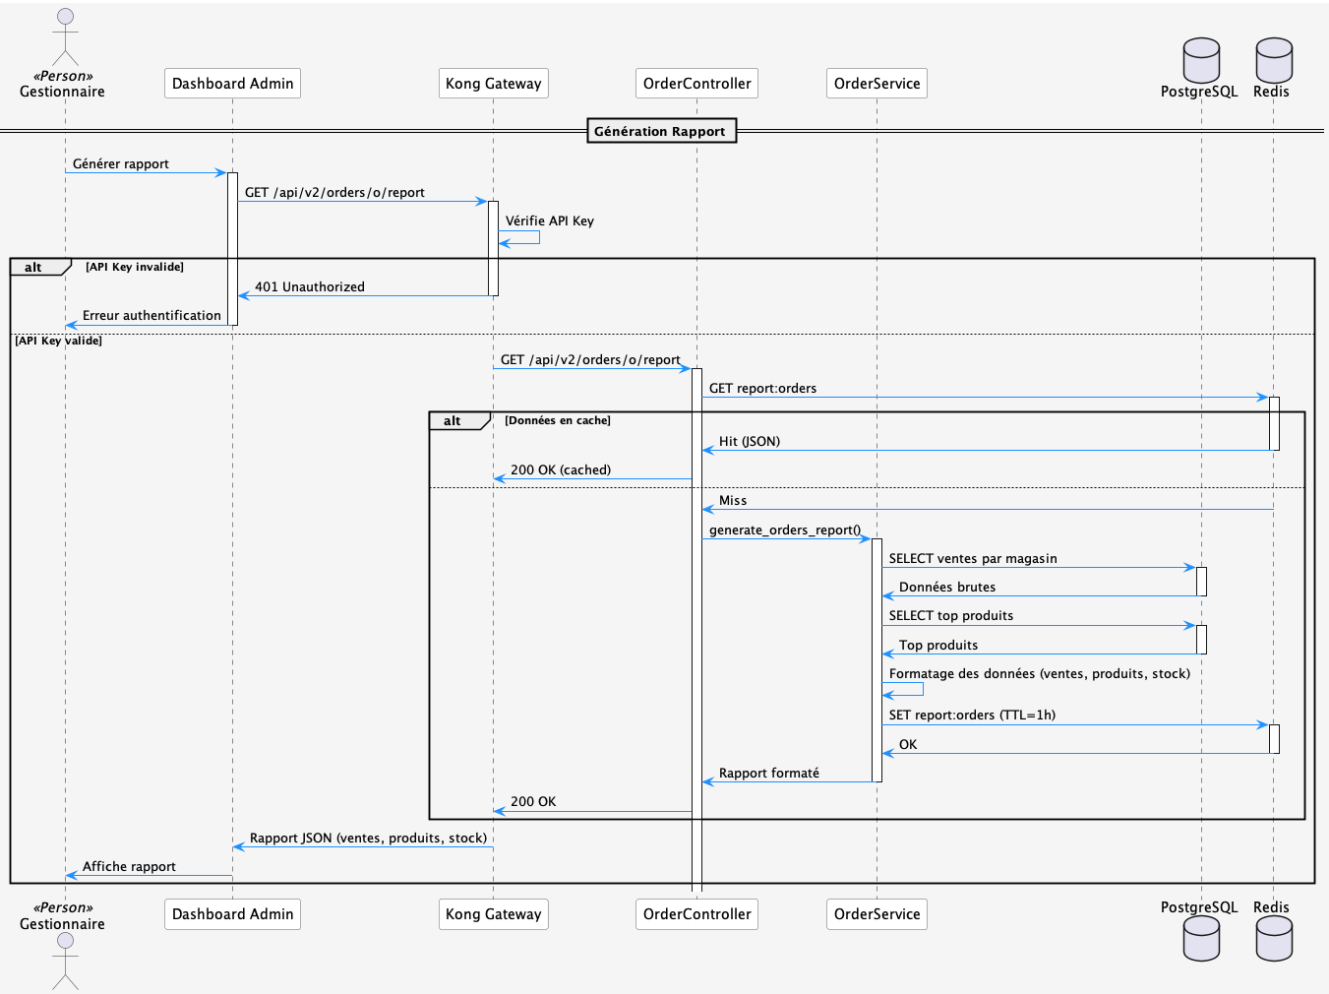 «Person»
Gestionnaire
Dashboard Admin
Kong Gateway
OrderController
OrderService
PostgreSQL
Redis
Génération Rapport
Générer rapport
GET /api/v2/orders/o/report
Vérifie API Key
alt
[API Key invalide]
401 Unauthorized
Erreur authentification
[API Key valide]
GET /api/v2/orders/o/report
GET report:orders
alt
[Données en cache]
Hit (JSON)
200 OK (cached)
Miss
generate_orders_report()
SELECT ventes par magasin
Données brutes
SELECT top produits
Top produits
Formatage des données (ventes, produits, stock)
SET report:orders (TTL=1h)
OK
Rapport formaté
200 OK
Rapport JSON (ventes, produits, stock)
Affiche rapport
«Person»
Gestionnaire
Dashboard Admin
Kong Gateway
OrderController
OrderService
PostgreSQL
Redis